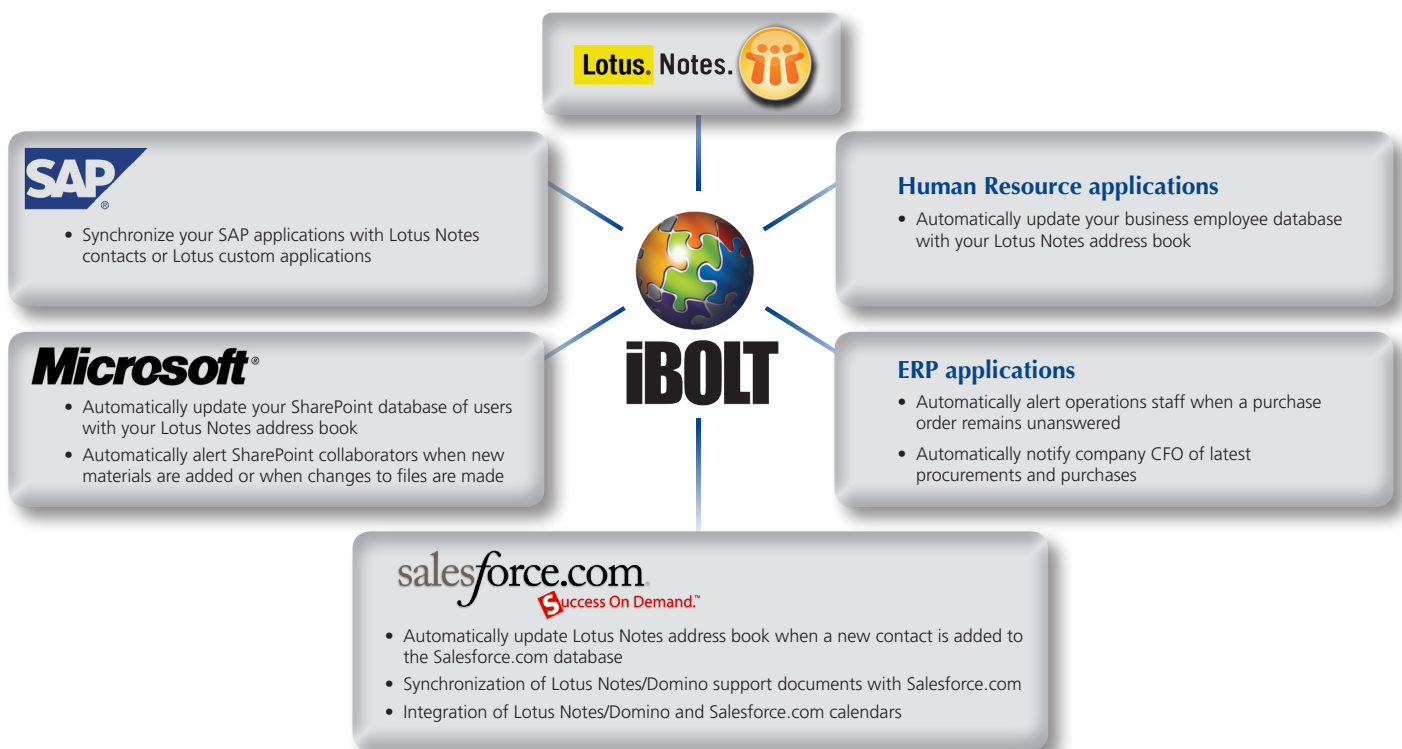 Lotus. Notes.
SAP
®
• Synchronize your SAP applications with Lotus Notes
contacts or Lotus custom applications
Human Resource applications
• Automatically update your business employee database
with your Lotus Notes address book
iBOLT
Microsoft®
• Automatically update your SharePoint database of users
with your Lotus Notes address book
• Automatically alert SharePoint collaborators when new
materials are added or when changes to files are made
ERP applications
• Automatically alert operations staff when a purchase
order remains unanswered
• Automatically notify company CFO of latest
procurements and purchases
salesforce.com®
Success On Demand.™
• Automatically update Lotus Notes address book when a new contact is added to
the Salesforce.com database
• Synchronization of Lotus Notes/Domino support documents with Salesforce.com
• Integration of Lotus Notes/Domino and Salesforce.com calendars